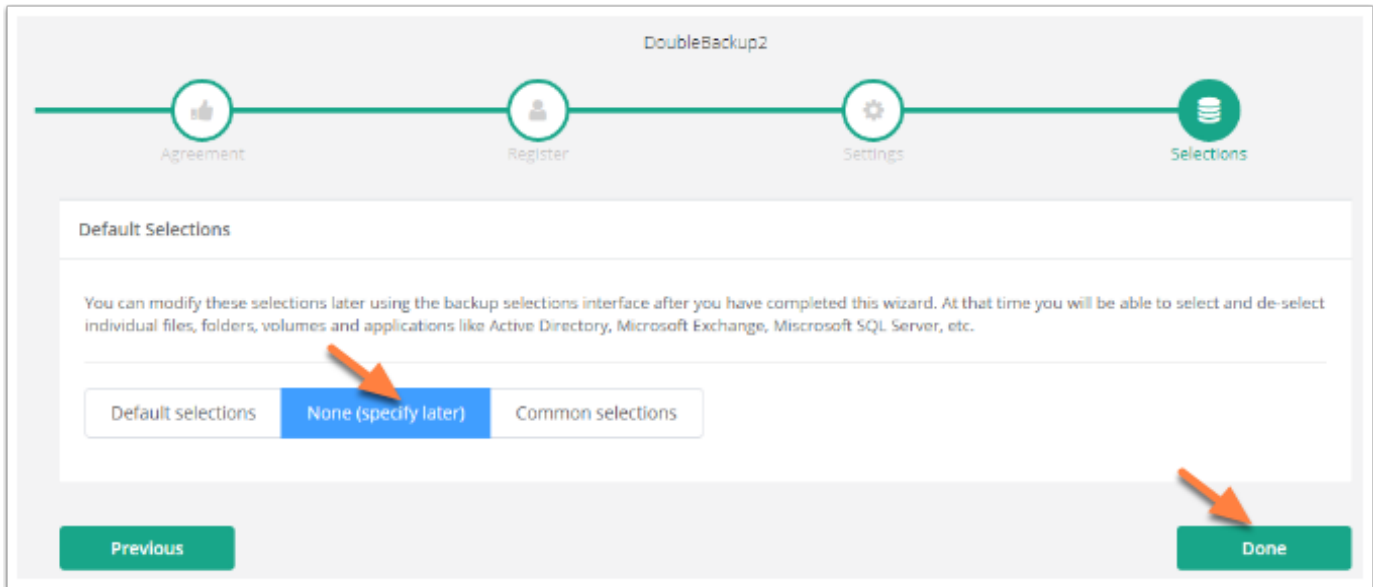 DoubleBackup2
Agreement
Register
Settings
Selections
Default Selections
You can modify these selections later using the backup selections interface after you have completed this wizard. At that time you will be able to select and de-select
individual files, folders, volumes and applications like Active Directory, Microsoft Exchange, Miscrosoft SQL Server, etc.
Default selections
None (specify later)
Common selections
Previous
Done